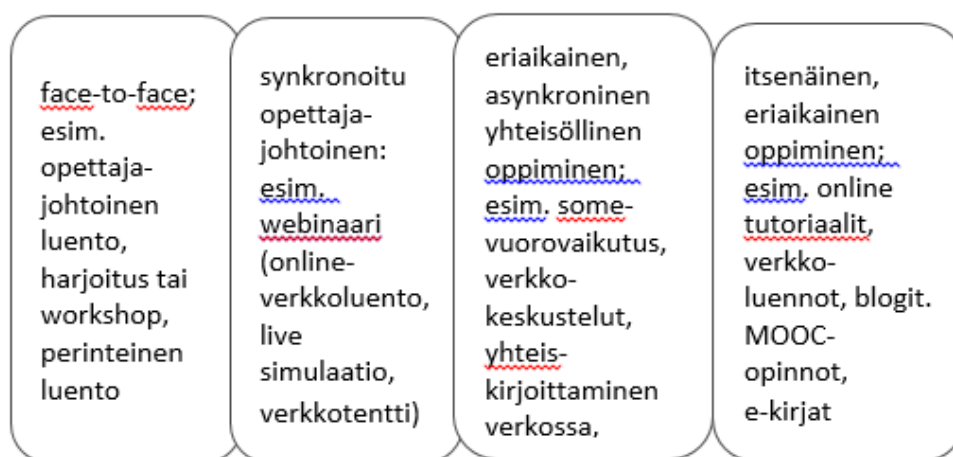 face-to-face;
esim.
opettaja-
johtoinen
luento,
harjoitus tai
workshop,
perinteinen
luento
synkronoitu
opettaja-
johtoinen:
esim.
webinaari
(online-
verkkoluento,
live
simulaatio,
verkkotentti)
eriaikainen,
asynkroninen
yhteisöllinen
oppiminen;
esim. some-
vuorovaikutus,
verkko-
keskustelut,
yhteis-
kirjoittaminen
verkossa,
itsenäinen,
eriaikainen
oppiminen;
esim. online
tutoriaalit,
verkko-
luennot, blogit.
MOOC-
opinnot,
e-kirjat